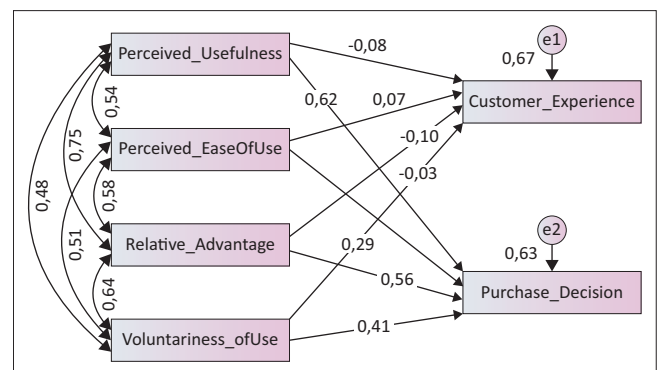 e1
Perceived_Usefulness
-0,08
0,67
Customer_Experience
0,54
0,62
0,07
Perceived_EaseOfUse
-0,10
0,75
-0,03
0,48
0,58
0,51
Relative_Advantage
0,29
e2
0,63
0,56
Purchase_Decision
0,64
0,41
Voluntariness_ofUse